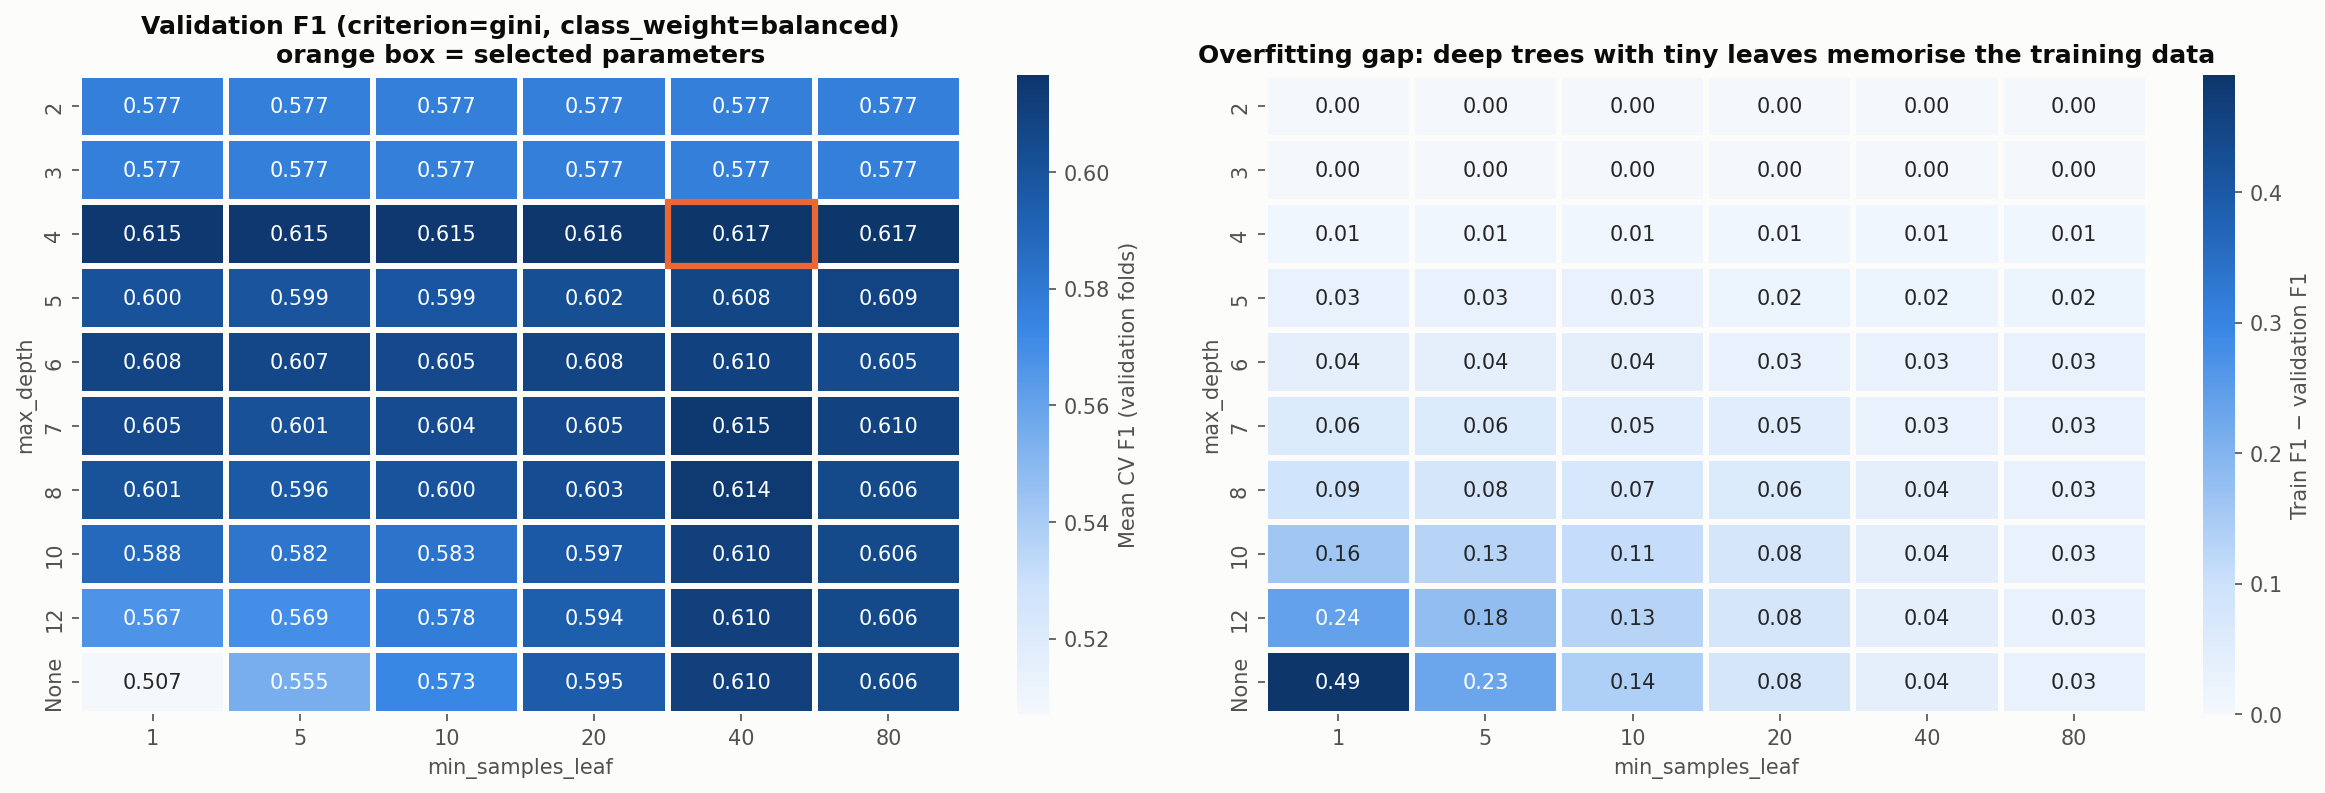 Validation F1 (criterion=gini, class_weight=balanced)
orange box = selected parameters
max_depth
2 0.577 0.577 0.577 0.577 0.577 0.577
3 0.577 0.577 0.577 0.577 0.577 0.577
4 0.615 0.615 0.615 0.616 0.617 0.617
5 0.600 0.599 0.599 0.602 0.608 0.609
6 0.608 0.607 0.605 0.608 0.610 0.605
7 0.605 0.601 0.604 0.605 0.615 0.610
8 0.601 0.596 0.600 0.603 0.614 0.606
10 0.588 0.582 0.583 0.597 0.610 0.606
12 0.567 0.569 0.578 0.594 0.610 0.606
None 0.507 0.555 0.573 0.595 0.610 0.606
1 5 10 20 40 80
min_samples_leaf
0.60
0.58
0.56
0.54
0.52
Mean CV F1 (validation folds)
Overfitting gap: deep trees with tiny leaves memorise the training data
max_depth
2 0.00 0.00 0.00 0.00 0.00 0.00
3 0.00 0.00 0.00 0.00 0.00 0.00
4 0.01 0.01 0.01 0.01 0.01 0.01
5 0.03 0.03 0.03 0.02 0.02 0.02
6 0.04 0.04 0.04 0.03 0.03 0.03
7 0.06 0.06 0.05 0.05 0.03 0.03
8 0.09 0.08 0.07 0.06 0.04 0.03
10 0.16 0.13 0.11 0.08 0.04 0.03
12 0.24 0.18 0.13 0.08 0.04 0.03
None 0.49 0.23 0.14 0.08 0.04 0.03
1 5 10 20 40 80
min_samples_leaf
0.4
0.3
0.2
0.1
0.0
Train F1 − validation F1